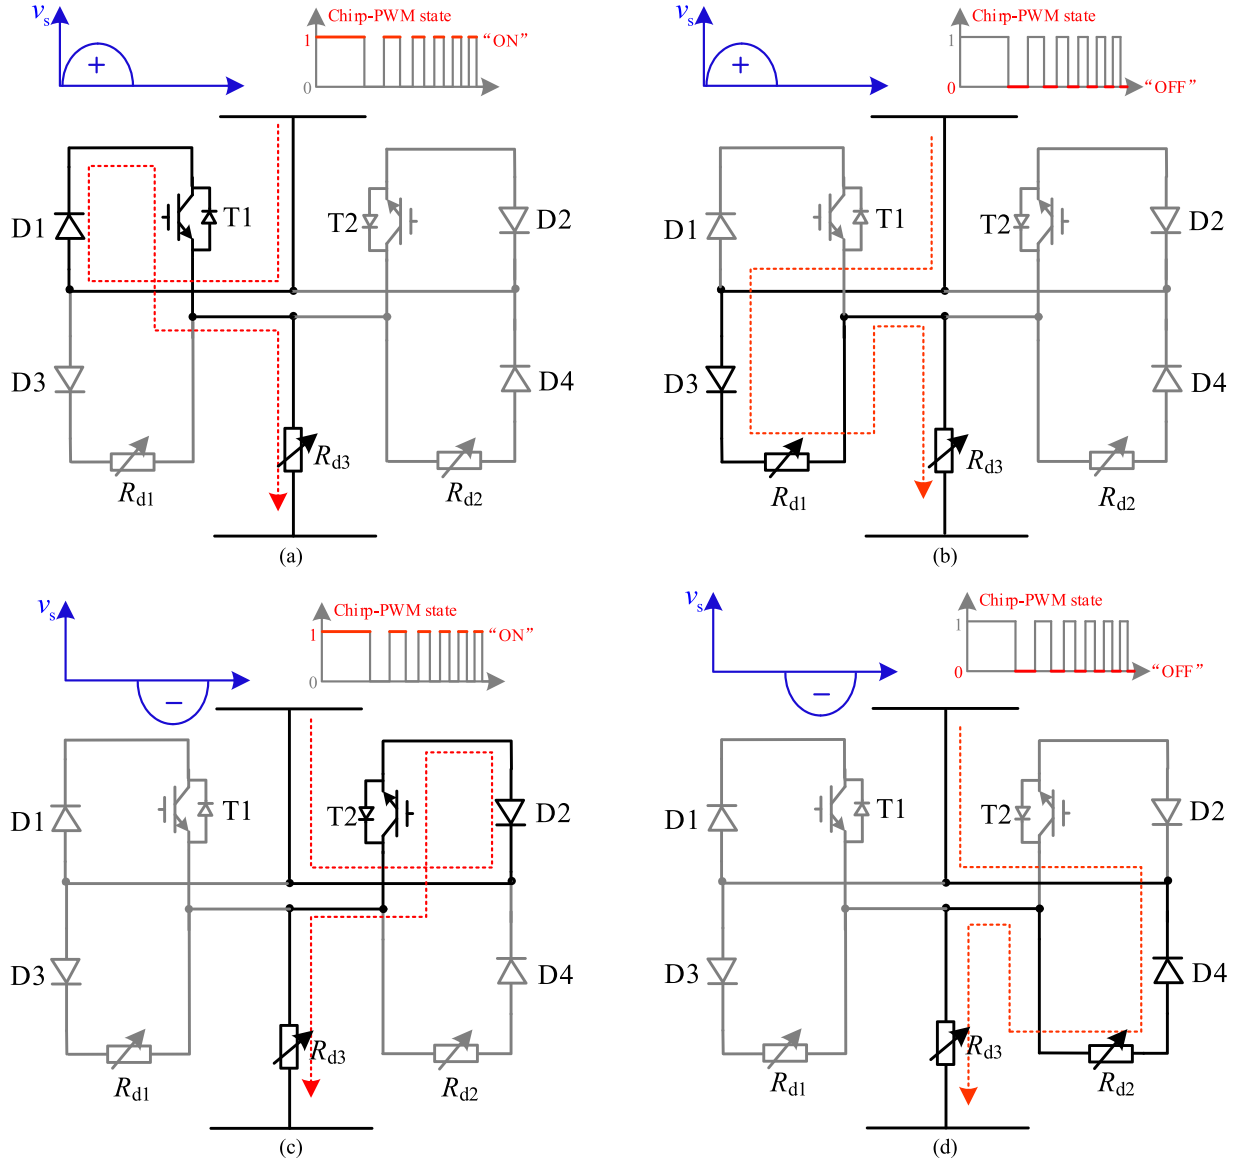 vs
Chirp-PWM state
1
"ON"
0
+
D1
T1
T2
D2
D3
D4
Rd1
Rd3
Rd2
(a)
vs
Chirp-PWM state
1
0
"OFF"
+
D1
T1
T2
D2
D3
D4
Rd1
Rd3
Rd2
(b)
vs
Chirp-PWM state
1
"ON"
0
−
D1
T1
T2
D2
D3
D4
Rd1
Rd3
Rd2
(c)
vs
Chirp-PWM state
1
0
"OFF"
−
D1
T1
T2
D2
D3
D4
Rd1
Rd3
Rd2
(d)